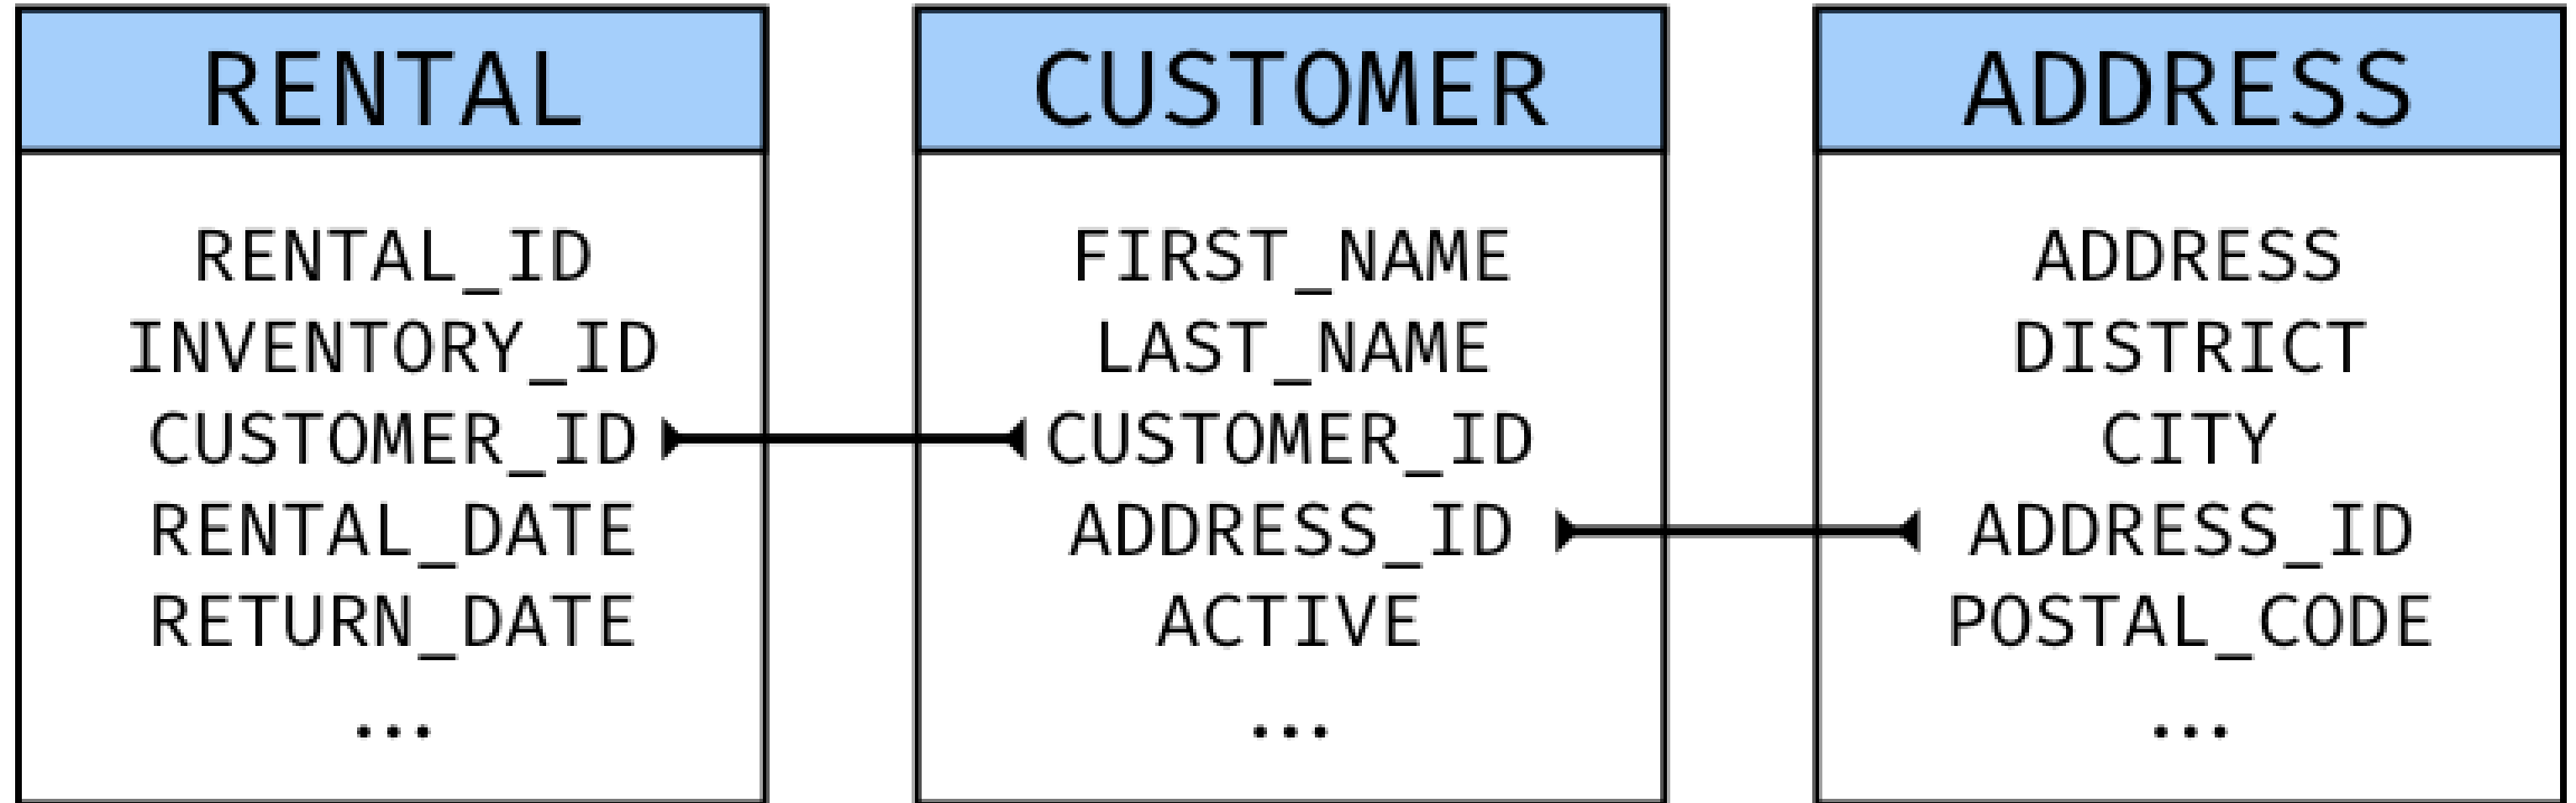 RENTAL
RENTAL_ID
INVENTORY_ID
CUSTOMER_ID
RENTAL_DATE
RETURN_DATE
...
CUSTOMER
FIRST_NAME
LAST_NAME
CUSTOMER_ID
ADDRESS_ID
ACTIVE
...
ADDRESS
ADDRESS
DISTRICT
CITY
ADDRESS_ID
POSTAL_CODE
...